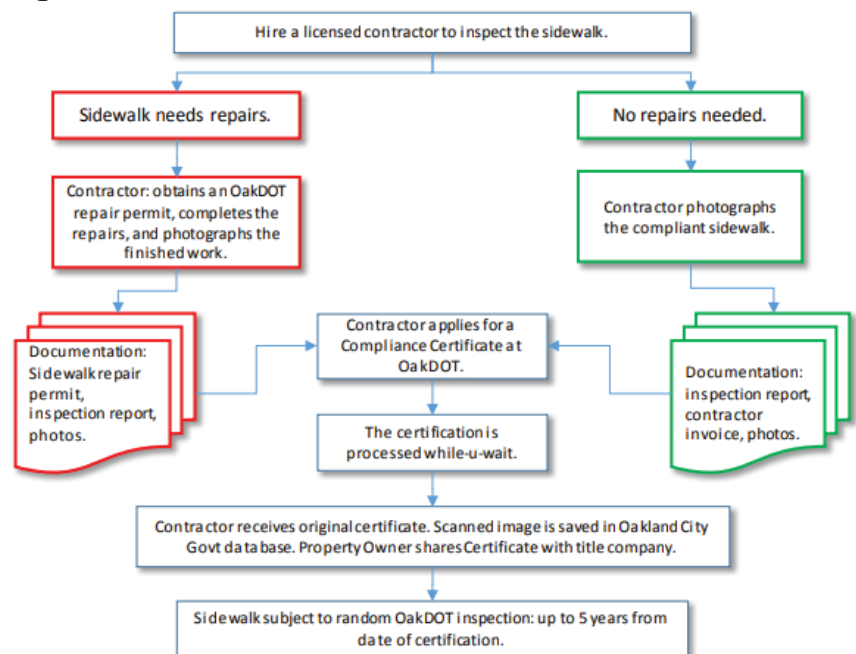 Hire a licensed contractor to inspect the sidewalk.
Sidewalk needs repairs.
No repairs needed.
Contractor: obtains an OakDOT
repair permit, completes the
repairs, and photographs the
finished work.
Contractor photographs
the compliant sidewalk.
Documentation:
Sidewalk repair
permit,
inspection report,
photos.
Contractor applies for a
Compliance Certificate at
OakDOT.
Documentation:
inspection report,
contractor
invoice, photos.
The certification is
processed while-u-wait.
Contractor receives original certificate. Scanned image is saved in Oakland City
Govt database. Property Owner shares Certificate with title company.
Sidewalk subject to random OakDOT inspection: up to 5 years from
date of certification.